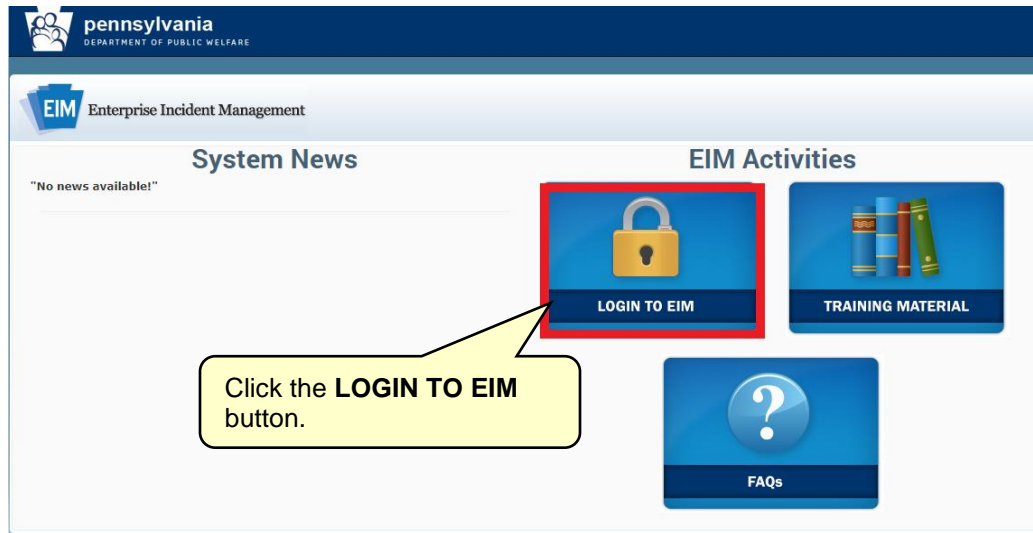 pennsylvania
DEPARTMENT OF PUBLIC WELFARE
EIM Enterprise Incident Management
System News
"No news available!"
EIM Activities
LOGIN TO EIM
TRAINING MATERIAL
Click the LOGIN TO EIM
button.
?
FAQs